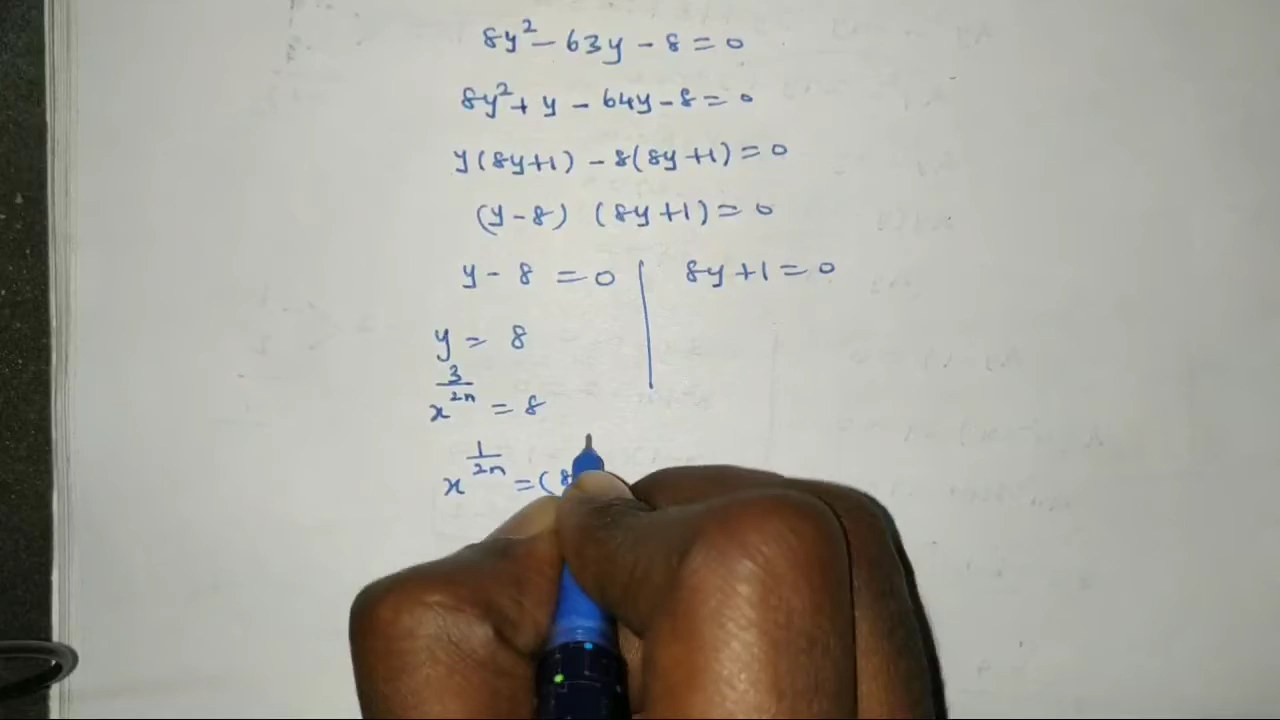 8y² - 63y - 8 = 0
8y² + y - 64y - 8 = 0
y(8y+1) - 8(8y+1) = 0
(y-8) (8y+1) = 0
y - 8 = 0 | 8y + 1 = 0
y = 8
x^(3/2n) = 8
x^(1/2n) = (8